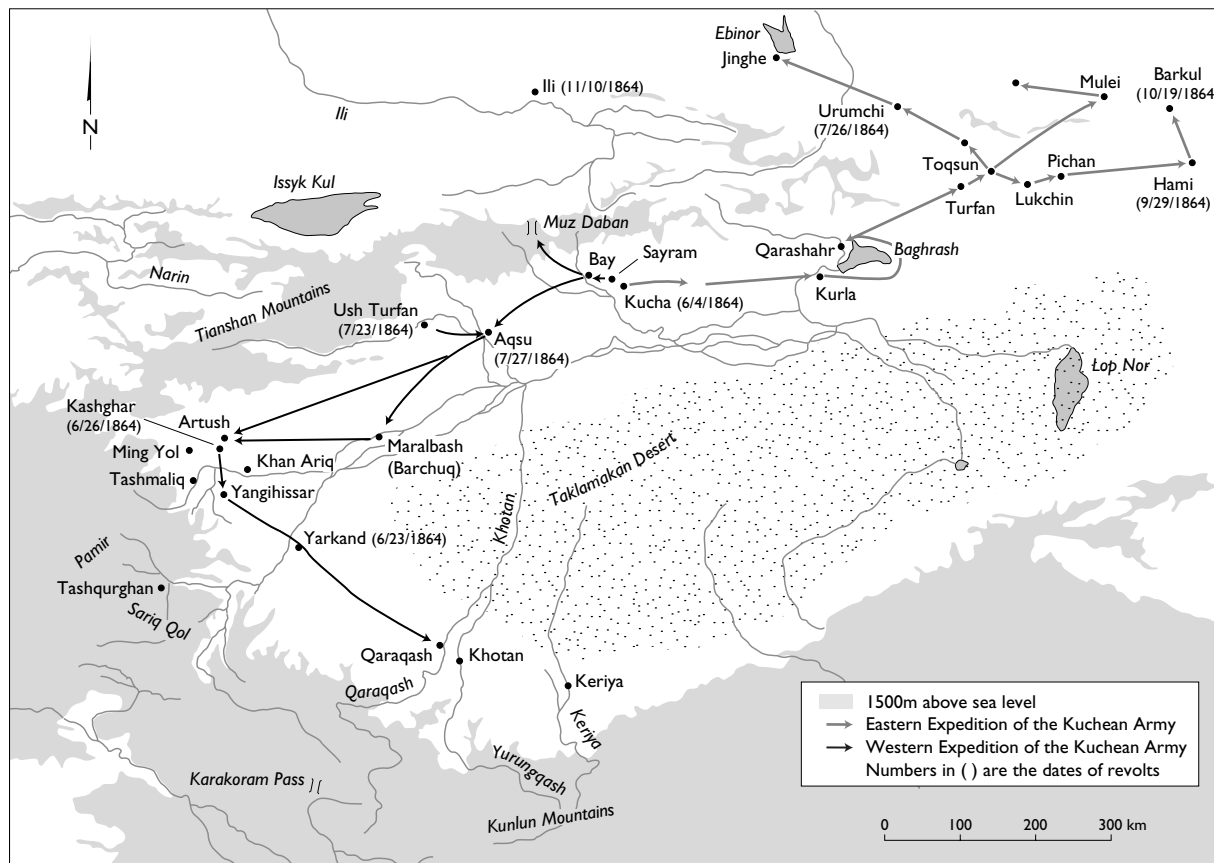 Ebinor
Jinghe
Mulei
Barkul
(10/19/1864)
Ili (11/10/1864)
Ili
Urumchi
(7/26/1864)
N
Toqsun
Pichan
Lukchin
Hami
(9/29/1864)
Turfan
Issyk Kul
Muz Daban
Qarashahr
Baghrash
Bay
Sayram
Narin
Kucha (6/4/1864)
Kurla
Tianshan Mountains
Ush Turfan
(7/23/1864)
Aqsu
(7/27/1864)
Lop Nor
Kashghar
(6/26/1864)
Artush
Ming Yol
Khan Ariq
Maralbash
(Barchuq)
Tashmaliq
Yangihissar
Taklamakan Desert
Khotan
Yarkand (6/23/1864)
Pamir
Tashqurghan
Sariq Qol
Qaraqash
Khotan
Qaraqash
Keriya
Keriya
Yurungqash
Karakoram Pass
Kunlun Mountains
1500m above sea level
Eastern Expedition of the Kuchean Army
Western Expedition of the Kuchean Army
Numbers in ( ) are the dates of revolts
0 100 200 300 km